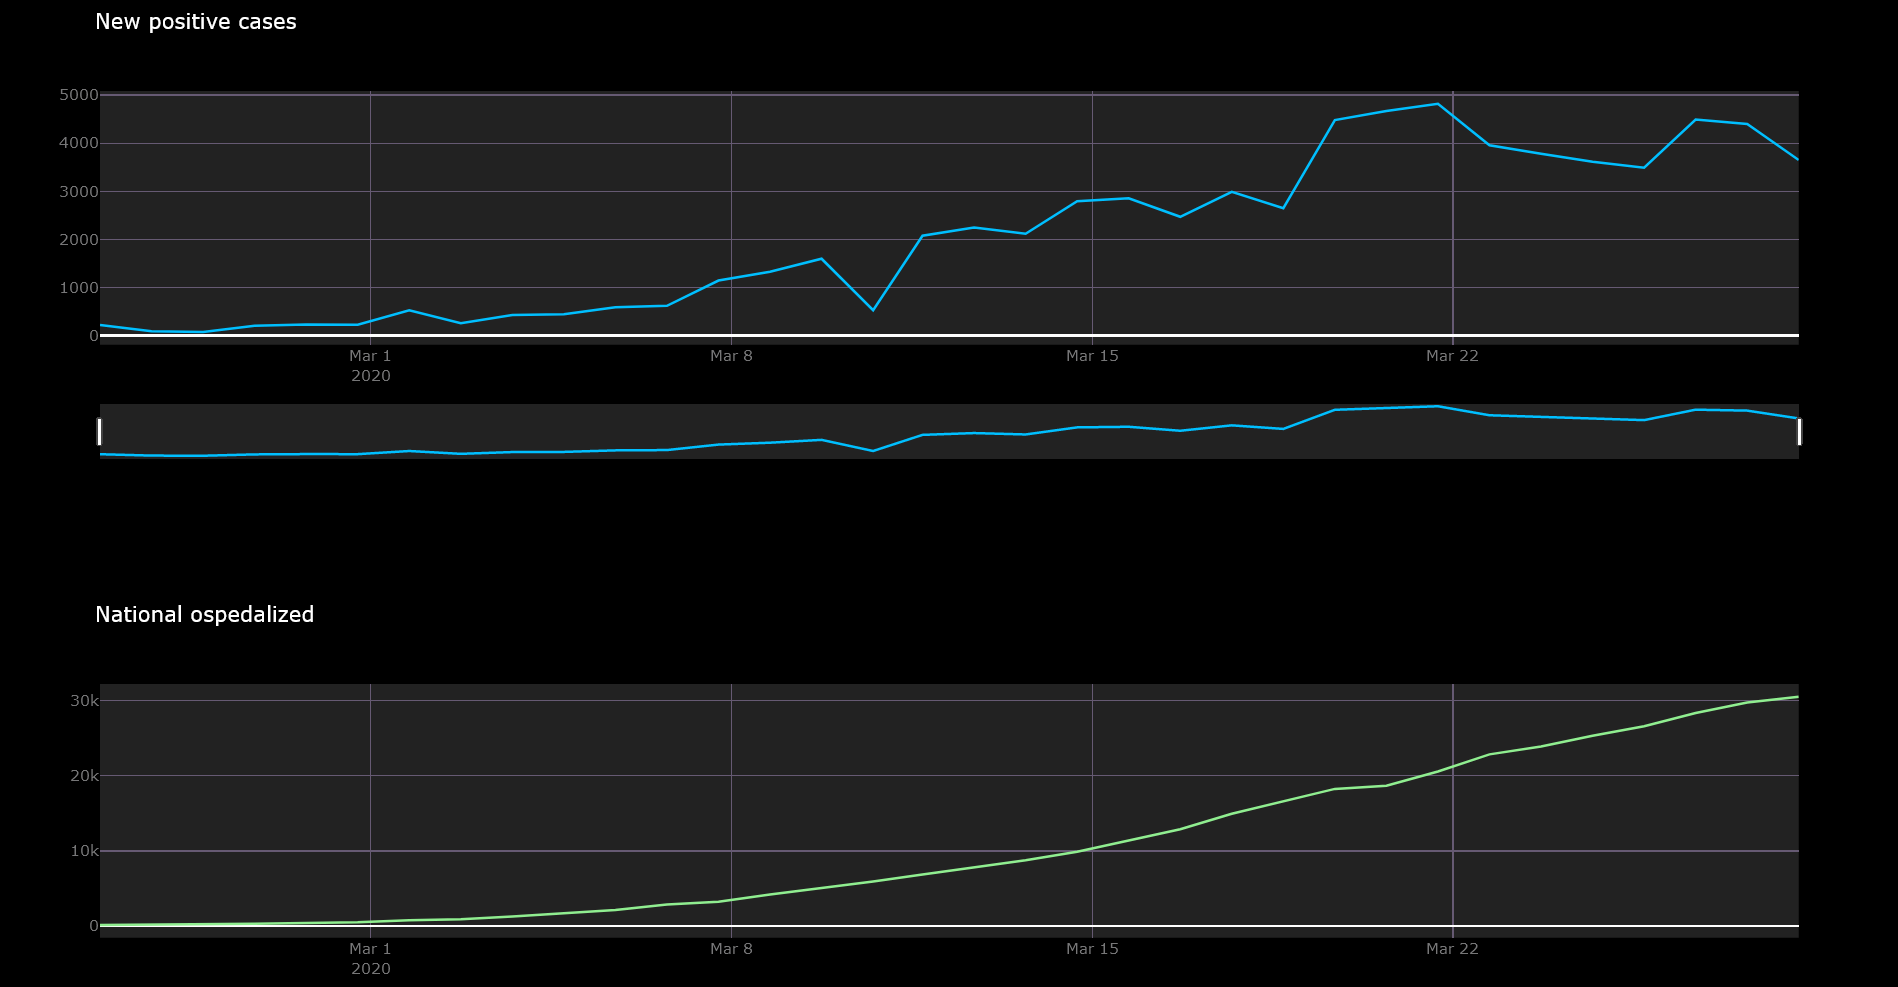 New positive cases
5000
4000
3000
2000
1000
0
Mar 1 Mar 8 Mar 15 Mar 22
2020
National ospedalized
30k
20k
10k
0
Mar 1 Mar 8 Mar 15 Mar 22
2020